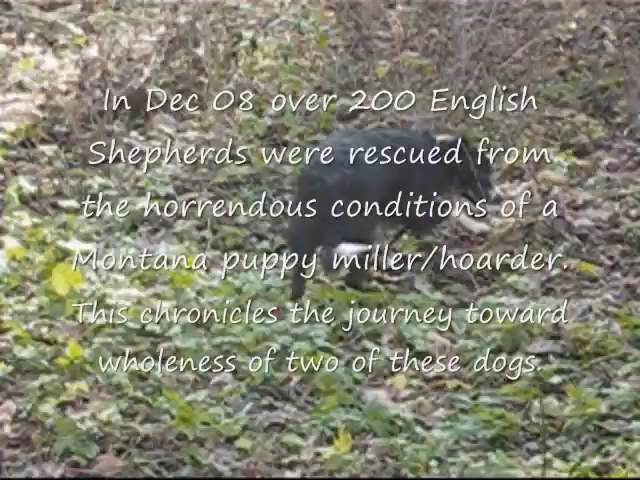 In Dec 08 over 200 English
Shepherds were rescued from
the horrendous conditions of a
Montana puppy miller/hoarder.
This chronicles the journey toward
wholeness of two of these dogs.